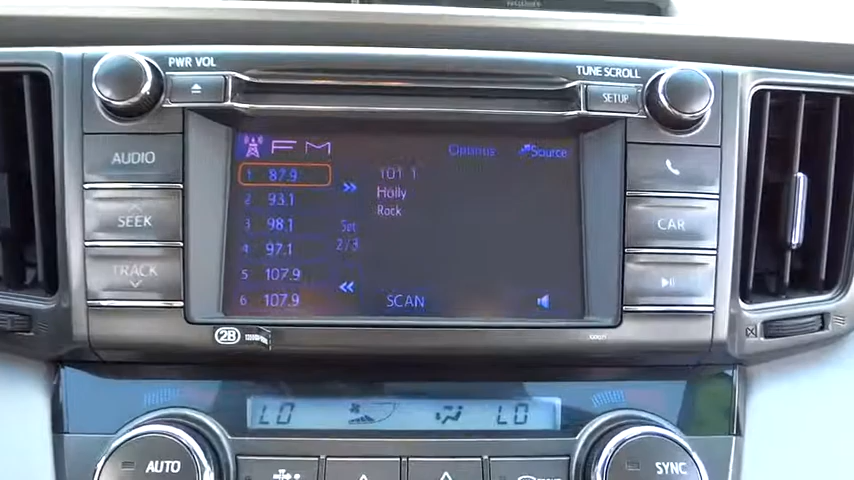 PASSENGER
PWR VOL
TUNE SCROLL
SETUP
FM
Options
Source
AUDIO
1 87.9
101 1
2 93.1
Holly
SEEK
3 98.1
Set
Rock
CAR
4 97.1
2/3
TRACK
5 107.9
6 107.9
SCAN
2B
LO
LO
AUTO
SYNC